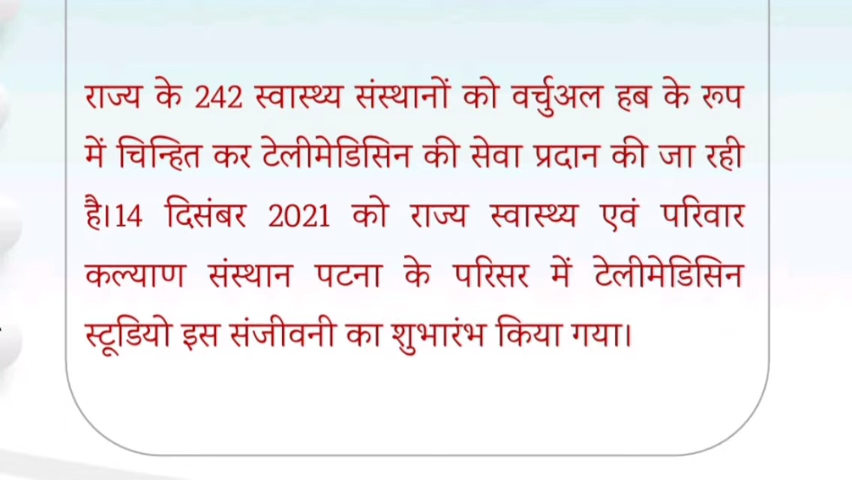 राज्य के 242 स्वास्थ्य संस्थानों को वर्चुअल हब के रूप
में चिन्हित कर टेलीमेडिसिन की सेवा प्रदान की जा रही
है।14 दिसंबर 2021 को राज्य स्वास्थ्य एवं परिवार
कल्याण संस्थान पटना के परिसर में टेलीमेडिसिन
स्टूडियो इस संजीवनी का शुभारंभ किया गया।